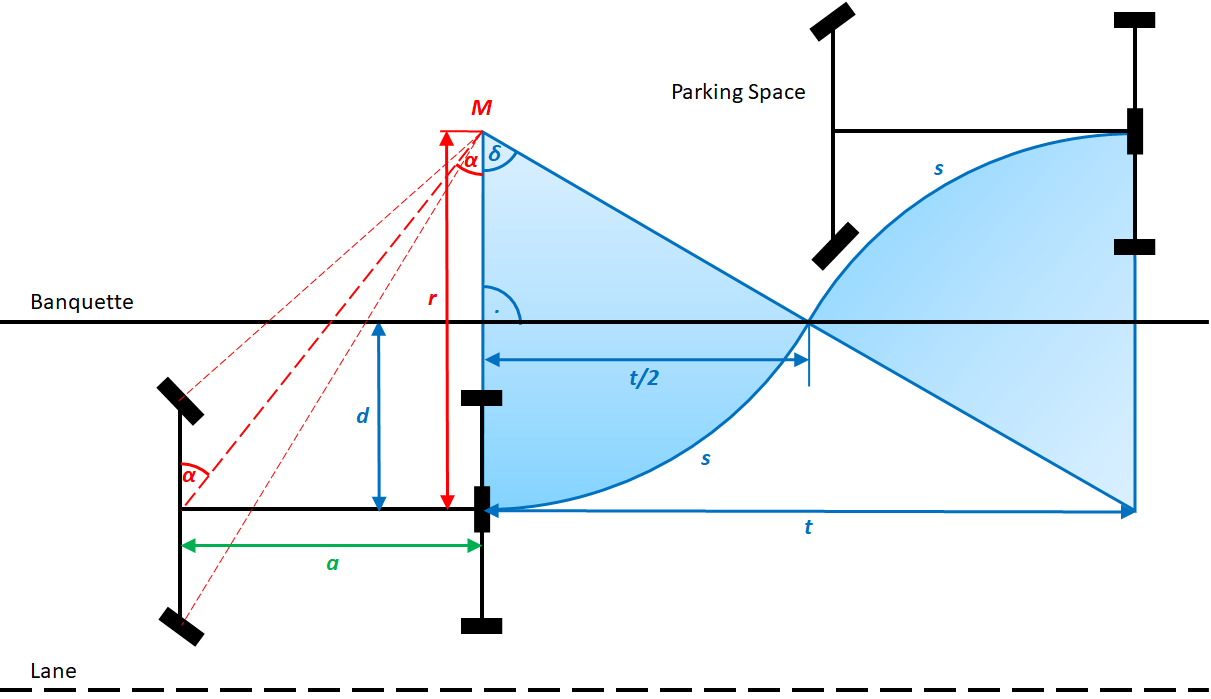 Parking Space
M
α
δ
s
Banquette
r
.
t/2
d
α
s
t
a
Lane